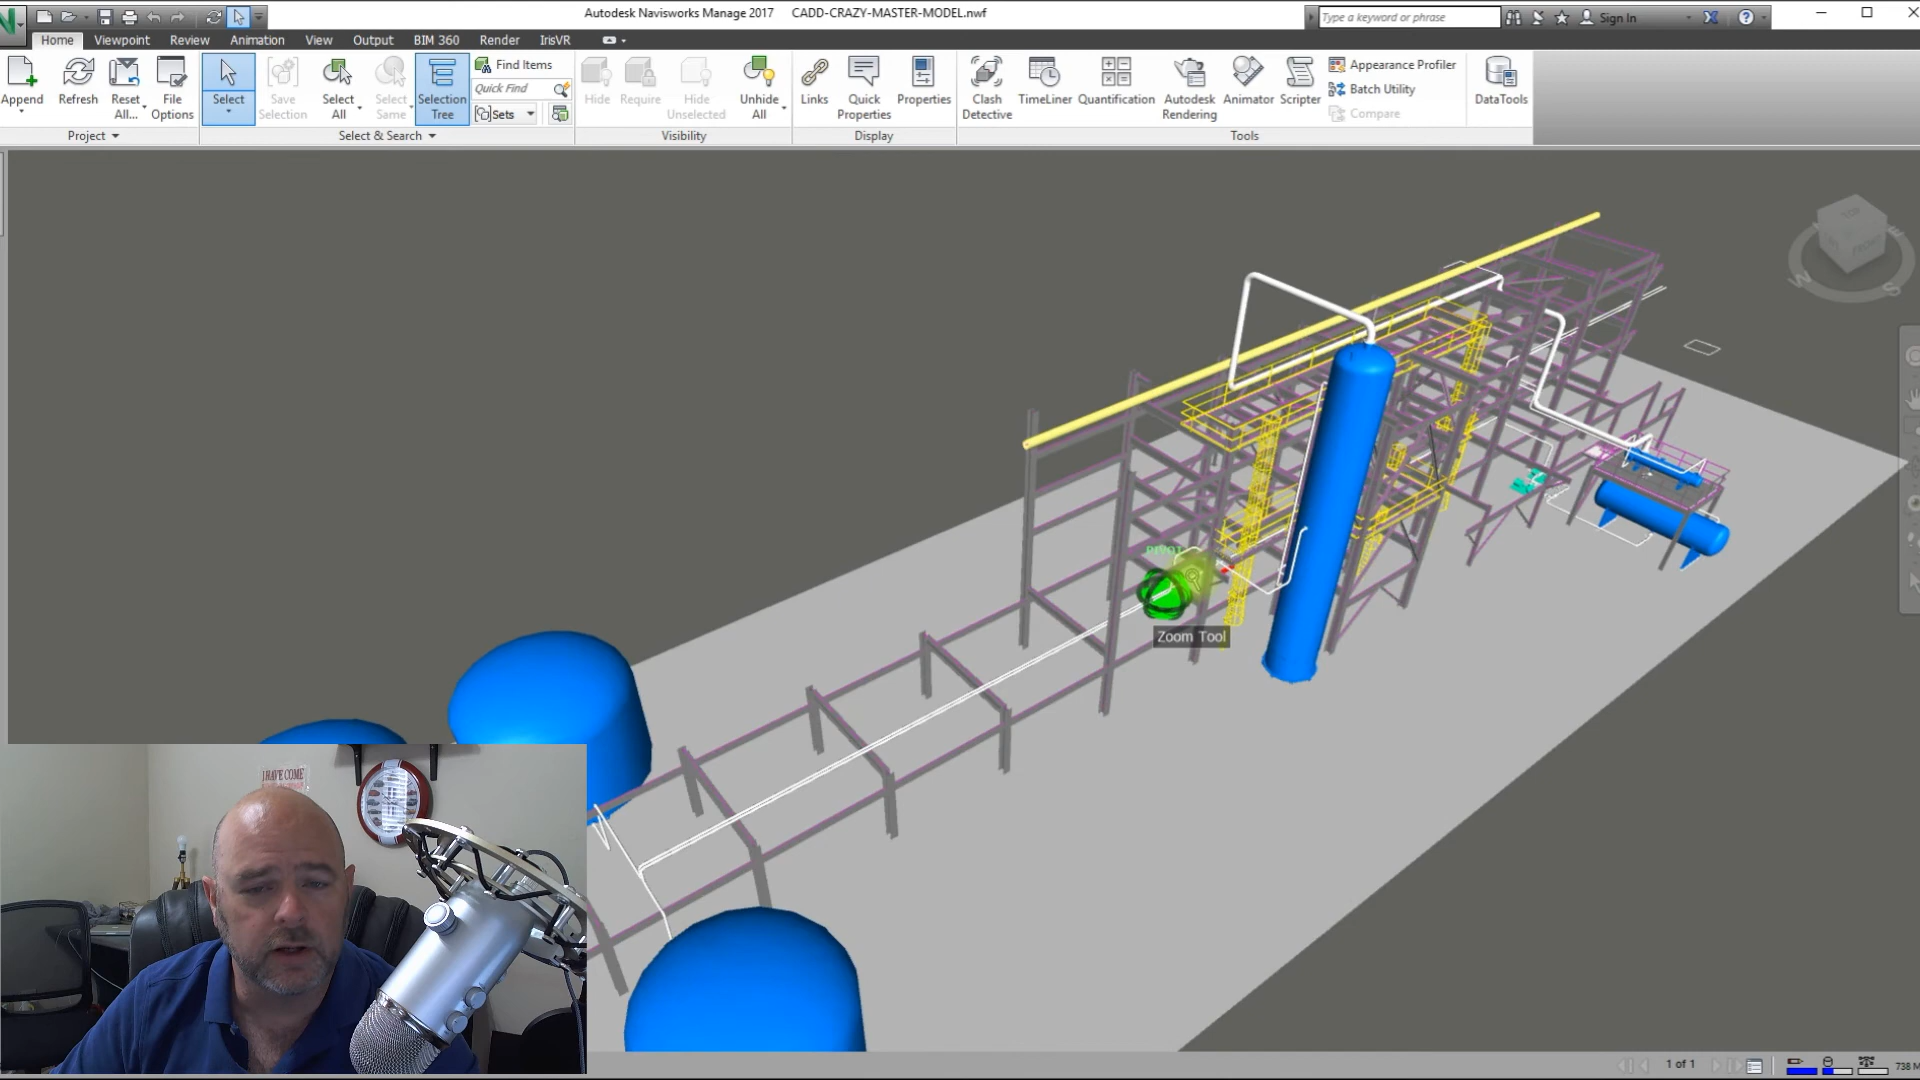 Autodesk Navisworks Manage 2017 CADD-CRAZY-MASTER-MODEL.nwf
Type a keyword or phrase
Sign In
Home Viewpoint Review Animation View Output BIM 360 Render IrisVR
Append
Refresh
Reset All...
File Options
Select
Save Selection
Select All
Select Same
Selection Tree
Find Items
Quick Find
Sets
Hide
Require
Hide Unselected
Unhide All
Links
Quick Properties
Properties
Clash Detective
TimeLiner
Quantification
Autodesk Rendering
Animator
Scripter
Appearance Profiler
Batch Utility
Compare
DataTools
Project
Select & Search
Visibility
Display
Tools
W
S
PIVOT
Zoom Tool
I HAVE COME
1 of 1
738 M